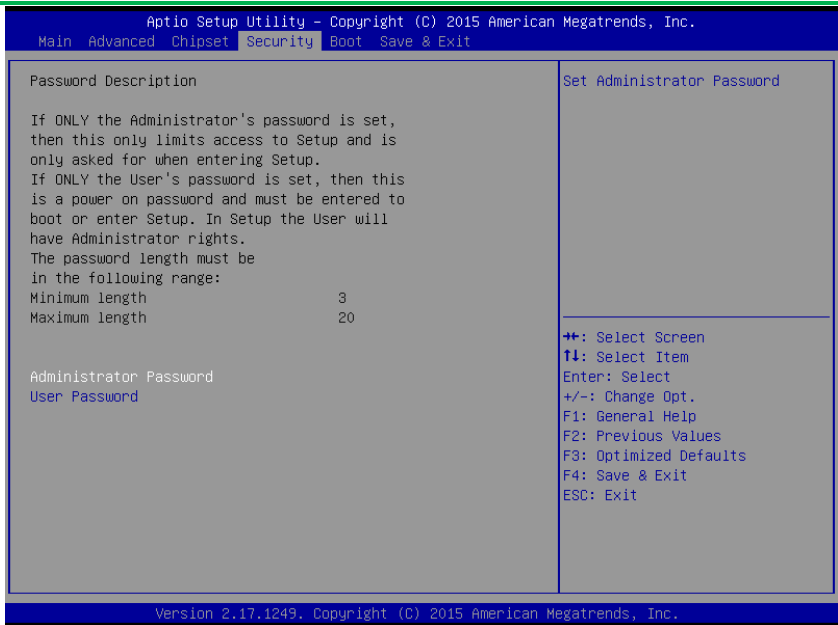 Aptio Setup Utility – Copyright (C) 2015 American Megatrends, Inc.
Main Advanced Chipset Security Boot Save & Exit
Password Description
If ONLY the Administrator's password is set,
then this only limits access to Setup and is
only asked for when entering Setup.
If ONLY the User's password is set, then this
is a power on password and must be entered to
boot or enter Setup. In Setup the User will
have Administrator rights.
The password length must be
in the following range:
Minimum length 3
Maximum length 20
Administrator Password
User Password
Set Administrator Password
→←: Select Screen
↑↓: Select Item
Enter: Select
+/-: Change Opt.
F1: General Help
F2: Previous Values
F3: Optimized Defaults
F4: Save & Exit
ESC: Exit
Version 2.17.1249. Copyright (C) 2015 American Megatrends, Inc.